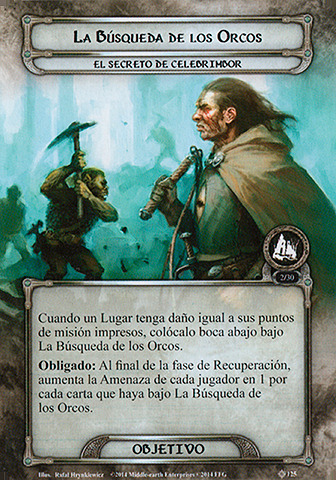 La Búsqueda de los Orcos
El Secreto de Celebrimbor
2/30
Cuando un Lugar tenga daño igual a sus puntos
de misión impresos, colócalo boca abajo bajo
La Búsqueda de los Orcos.
Obligado: Al final de la fase de Recuperación,
aumenta la Amenaza de cada jugador en 1 por
cada carta que haya bajo La Búsqueda de
los Orcos.
OBJETIVO
Illus. Rafał Hrynkiewicz ©2014 Middle-earth Enterprises ©2014 FFG
125